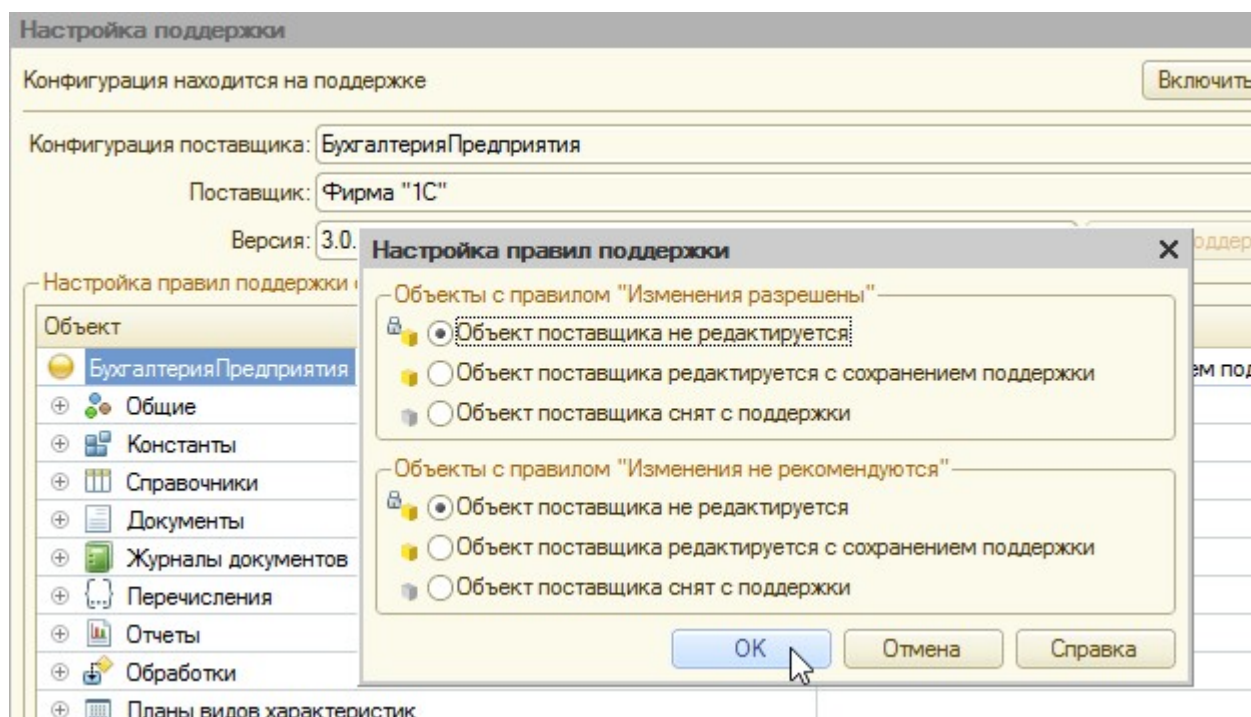 Настройка поддержки
Конфигурация находится на поддержке
Включить
Конфигурация поставщика: БухгалтерияПредприятия
Поставщик: Фирма "1С"
Версия: 3.0.
Настройка правил поддержки
Объект
БухгалтерияПредприятия
Общие
Константы
Справочники
Документы
Журналы документов
Перечисления
Отчеты
Обработки
Планы видов характеристик
Настройка правил поддержки
Объекты с правилом "Изменения разрешены"
Объект поставщика не редактируется
Объект поставщика редактируется с сохранением поддержки
Объект поставщика снят с поддержки
Объекты с правилом "Изменения не рекомендуются"
Объект поставщика не редактируется
Объект поставщика редактируется с сохранением поддержки
Объект поставщика снят с поддержки
OK
Отмена
Справка